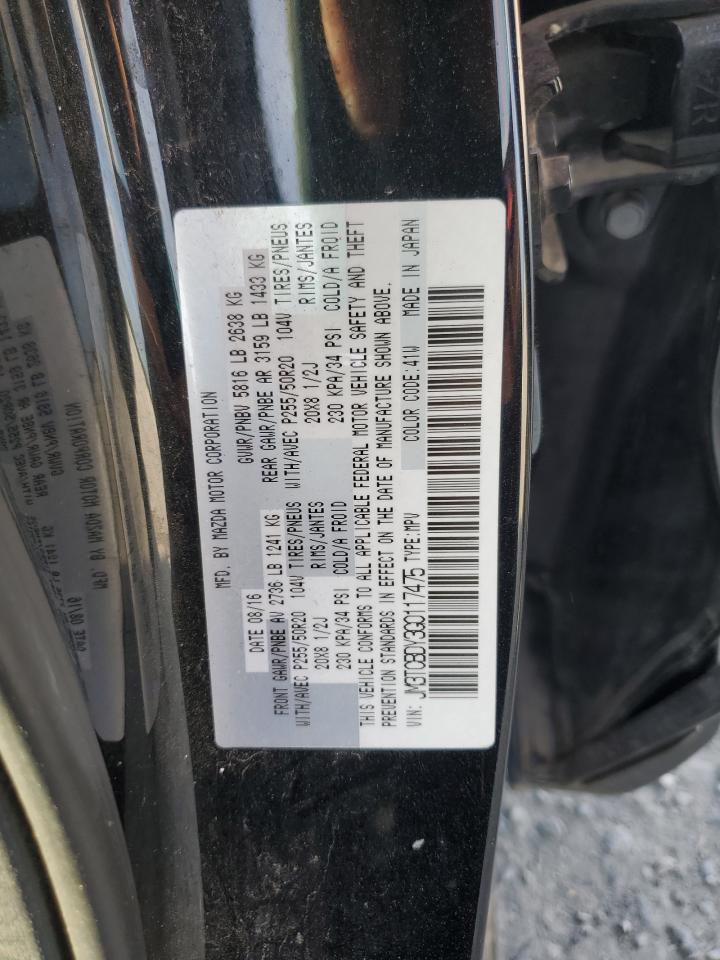 MFD. BY MAZDA MOTOR CORPORATION
DATE 08/16 GVWR/PNBV 5816 LB 2638 KG
FRONT GAWR/PNBE AV 2736 LB 1241 KG REAR GAWR/PNBE AR 3159 LB 1433 KG
WITH/AVEC P255/50R20 104V TIRES/PNEUS WITH/AVEC P255/50R20 104V TIRES/PNEUS
20X8 1/2J RIMS/JANTES 20X8 1/2J RIMS/JANTES
230 KPA/34 PSI COLD/A FROID 230 KPA/34 PSI COLD/A FROID
THIS VEHICLE CONFORMS TO ALL APPLICABLE FEDERAL MOTOR VEHICLE SAFETY AND THEFT
PREVENTION STANDARDS IN EFFECT ON THE DATE OF MANUFACTURE SHOWN ABOVE.
VIN: JM3TCBDY3G0117475 TYPE:MPV COLOR CODE:41W MADE IN JAPAN